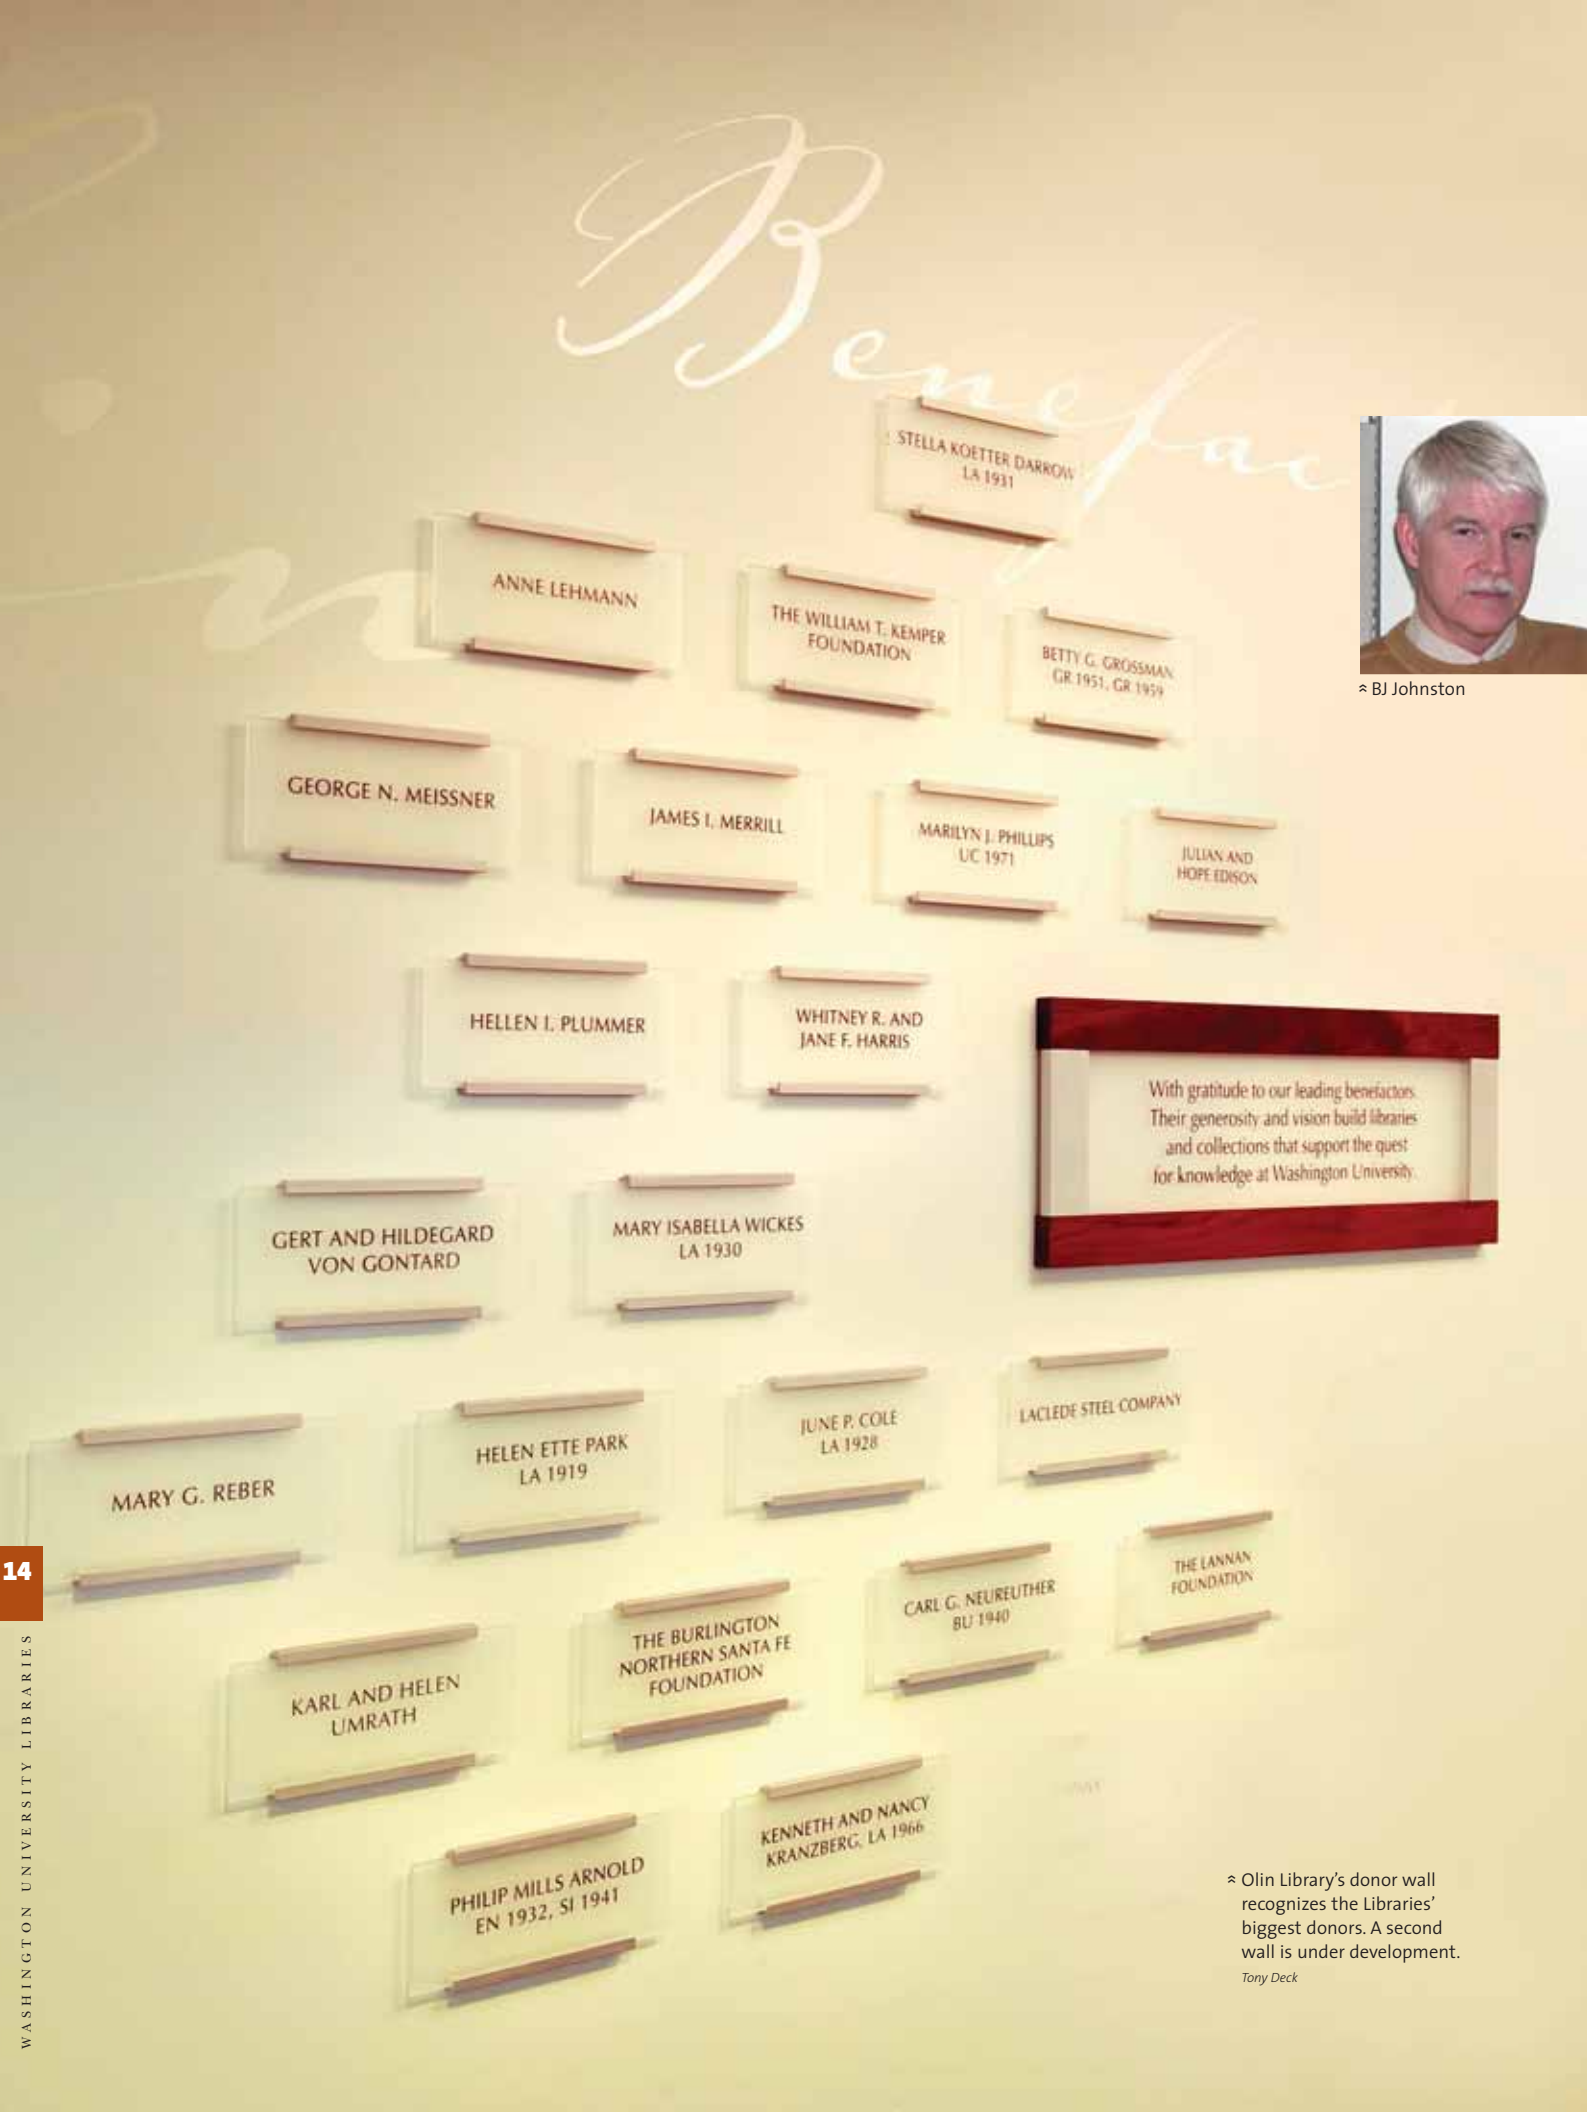 Benefac
STELLA KOETTER DARROW
LA 1931
ANNE LEHMANN
THE WILLIAM T. KEMPER
FOUNDATION
BETTY G. GROSSMAN
GR 1951, GR 1959
BJ Johnston
GEORGE N. MEISSNER
JAMES I. MERRILL
MARILYN J. PHILLIPS
UC 1971
JULIAN AND
HOPE EDISON
HELLEN I. PLUMMER
WHITNEY R. AND
JANE F. HARRIS
With gratitude to our leading benefactors.
Their generosity and vision build libraries
and collections that support the quest
for knowledge at Washington University.
GERT AND HILDEGARD
VON GONTARD
MARY ISABELLA WICKES
LA 1930
MARY G. REBER
HELEN ETTE PARK
LA 1919
JUNE P. COLE
LA 1928
LACLEDE STEEL COMPANY
KARL AND HELEN
UMRATH
THE BURLINGTON
NORTHERN SANTA FE
FOUNDATION
CARL G. NEUREUTHER
BU 1940
THE LANNAN
FOUNDATION
PHILIP MILLS ARNOLD
EN 1932, SI 1941
KENNETH AND NANCY
KRANZBERG, LA 1966
Olin Library’s donor wall
recognizes the Libraries’
biggest donors. A second
wall is under development.
Tony Deck
14
WASHINGTON UNIVERSITY LIBRARIES